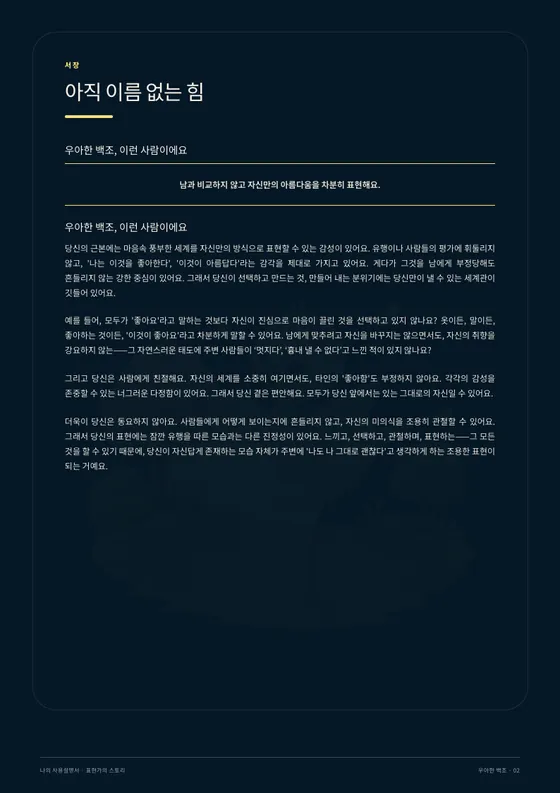 서장
아직 이름 없는 힘
우아한 백조, 이런 사람이에요
남과 비교하지 않고 자신만의 아름다움을 차분히 표현해요.
우아한 백조, 이런 사람이에요
당신의 근본에는 마음속 풍부한 세계를 자신만의 방식으로 표현할 수 있는 감성이 있어요. 유행이나 사람들의 평가에 휘둘리지
않고, '나는 이것을 좋아한다', '이것이 아름답다'라는 감각을 제대로 가지고 있어요. 게다가 그것을 남에게 부정당해도
흔들리지 않는 강한 중심이 있어요. 그래서 당신이 선택하고 만드는 것, 만들어 내는 분위기에는 당신만이 낼 수 있는 세계관이
깃들어 있어요.
예를 들어, 모두가 '좋아요'라고 말하는 것보다 자신이 진심으로 마음이 끌린 것을 선택하고 있지 않나요? 옷이든, 말이든,
좋아하는 것이든, '이것이 좋아요'라고 차분하게 말할 수 있어요. 남에게 맞추려고 자신을 바꾸지는 않으면서도, 자신의 취향을
강요하지 않는——그 자연스러운 태도에 주변 사람들이 '멋지다', '흉내 낼 수 없다'고 느낀 적이 있지 않나요?
그리고 당신은 사람에게 친절해요. 자신의 세계를 소중히 여기면서도, 타인의 '좋아함'도 부정하지 않아요. 각각의 감성을
존중할 수 있는 너그러운 다정함이 있어요. 그래서 당신 곁은 편안해요. 모두가 당신 앞에서는 있는 그대로의 자신일 수 있어요.
더욱이 당신은 동요하지 않아요. 사람들에게 어떻게 보이는지에 흔들리지 않고, 자신의 미의식을 조용히 관철할 수 있어요.
그래서 당신의 표현에는 잠깐 유행을 따른 모습과는 다른 진정성이 있어요. 느끼고, 선택하고, 관철하며, 표현하는——그 모든
것을 할 수 있기 때문에, 당신이 자신답게 존재하는 모습 자체가 주변에 '나도 나 그대로 괜찮다'고 생각하게 하는 조용한 표현이
되는 거예요.
나의 사용설명서 · 표현가의 스토리
우아한 백조 · 02